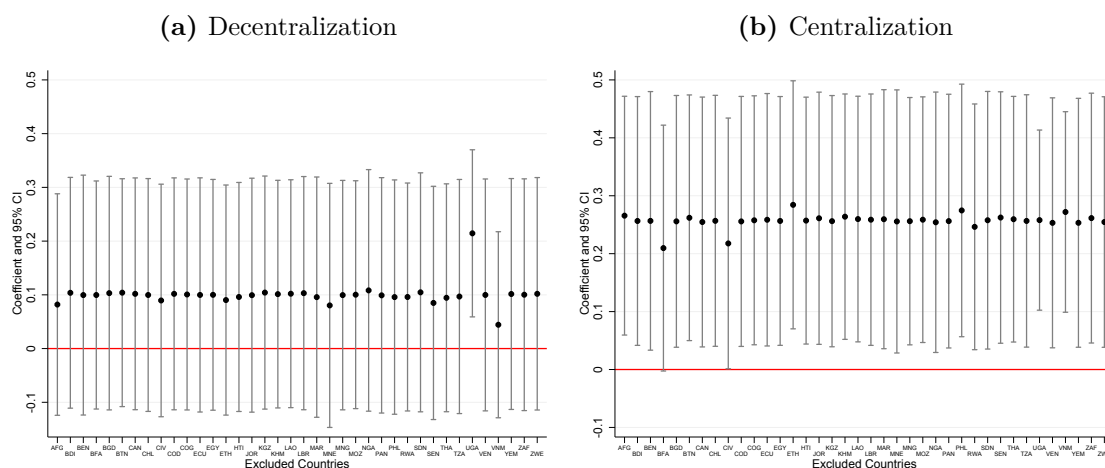 (a) Decentralization
Coefficient and 95% CI
0.5
0.4
0.3
0.2
0.1
0
-0.1
AFG BEN BGD CAN CIV COG EGY HTI KGZ LAO MAR MNG NGA PHL SDN THA UGA VNM ZAF
BDI BFA BTN CHL COD ECU ETH JOR KHM LBR MNE MOZ PAN RWA SEN TZA VEN YEM ZWE
Excluded Countries
(b) Centralization
Coefficient and 95% CI
0.5
0.4
0.3
0.2
0.1
0
-0.1
AFG BEN BGD CAN CIV COG EGY HTI KGZ LAO MAR MNG NGA PHL SDN THA UGA VNM ZAF
BDI BFA BTN CHL COD ECU ETH JOR KHM LBR MNE MOZ PAN RWA SEN TZA VEN YEM ZWE
Excluded Countries